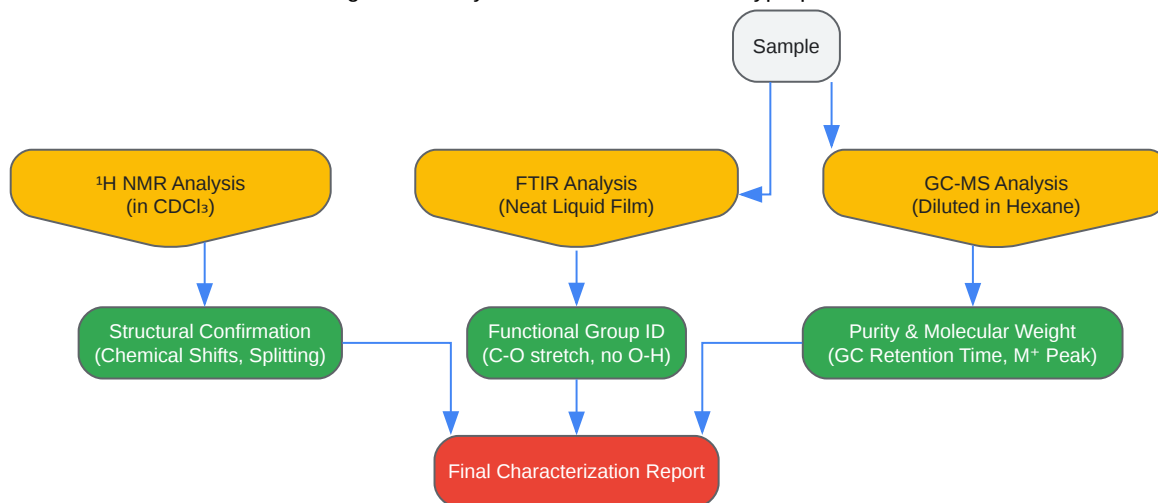 Sample
¹H NMR Analysis
(in CDCl₃)
FTIR Analysis
(Neat Liquid Film)
GC-MS Analysis
(Diluted in Hexane)
Structural Confirmation
(Chemical Shifts, Splitting)
Functional Group ID
(C-O stretch, no O-H)
Purity & Molecular Weight
(GC Retention Time, M⁺ Peak)
Final Characterization Report